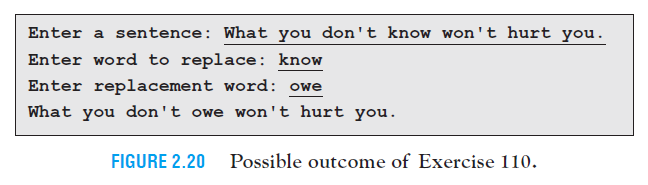 Enter a sentence: What you don't know won't hurt you.
Enter word to replace: know
Enter replacement word: owe
What you don't owe won't hurt you.
FIGURE 2.20 Possible outcome of Exercise 110.